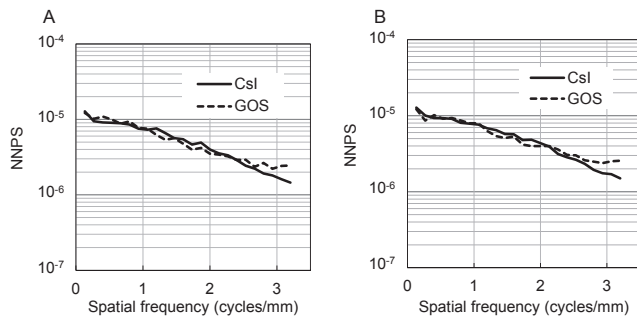 A
10-4
10-5
10-6
10-7
NNPS
CsI
GOS
0 1 2 3
Spatial frequency (cycles/mm)
B
10-4
10-5
10-6
10-7
NNPS
CsI
GOS
0 1 2 3
Spatial frequency (cycles/mm)